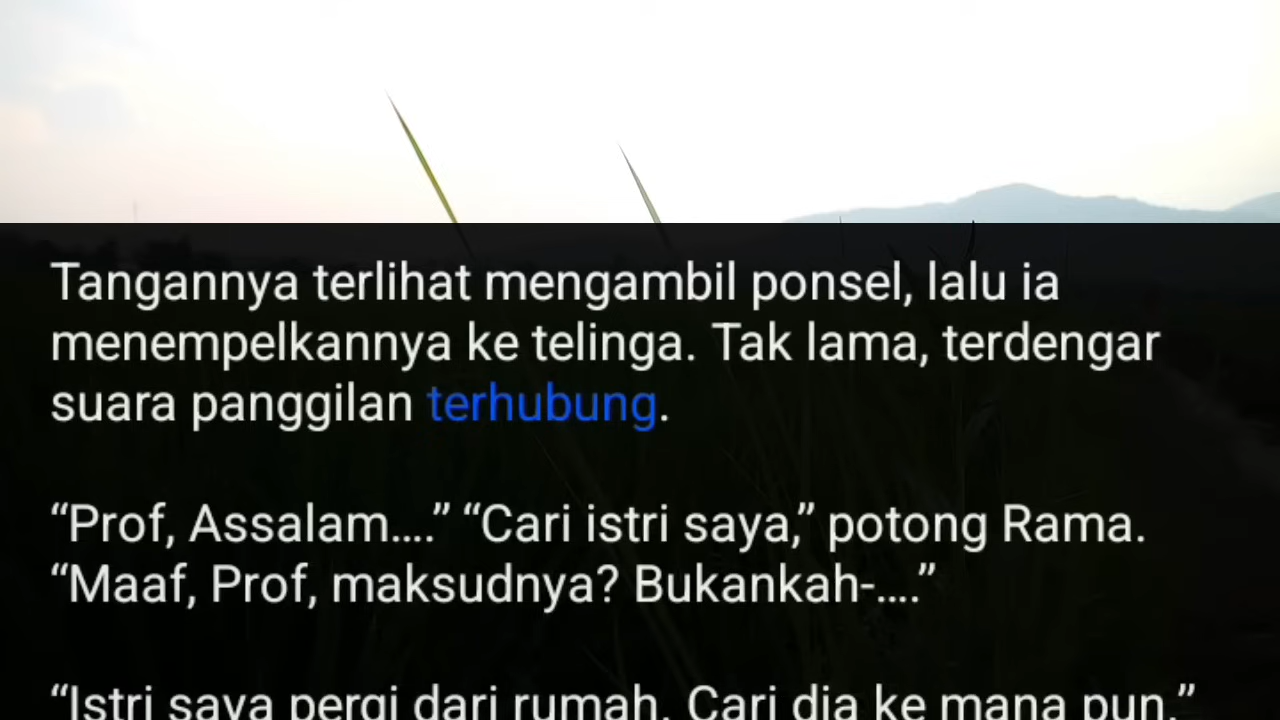 Tangannya terlihat mengambil ponsel, lalu ia
menempelkannya ke telinga. Tak lama, terdengar
suara panggilan terhubung.
“Prof, Assalam....” “Cari istri saya,” potong Rama.
“Maaf, Prof, maksudnya? Bukankah-....”
“Istri saya pergi dari rumah. Cari dia ke mana pun.”